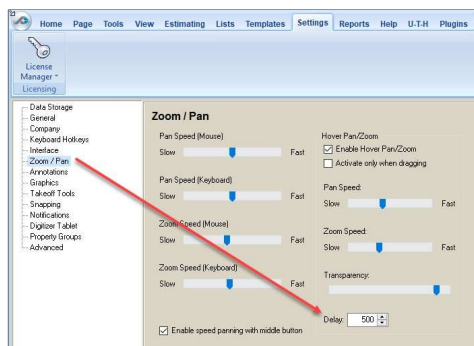 Home Page Tools View Estimating Lists Templates Settings Reports Help U-T-H Plugins
License
Manager
Licensing
Data Storage
General
Company
Keyboard Hotkeys
Interface
Zoom / Pan
Annotations
Graphics
Takeoff Tools
Snapping
Notifications
Digitizer Tablet
Property Groups
Advanced
Zoom / Pan
Pan Speed (Mouse)
Slow Fast
Pan Speed (Keyboard)
Slow Fast
Zoom Speed (Mouse)
Slow Fast
Zoom Speed (Keyboard)
Slow Fast
Enable speed panning with middle button
Hover Pan/Zoom
Enable Hover Pan/Zoom
Activate only when dragging
Pan Speed:
Slow Fast
Zoom Speed:
Slow Fast
Transparency:
Delay: 500